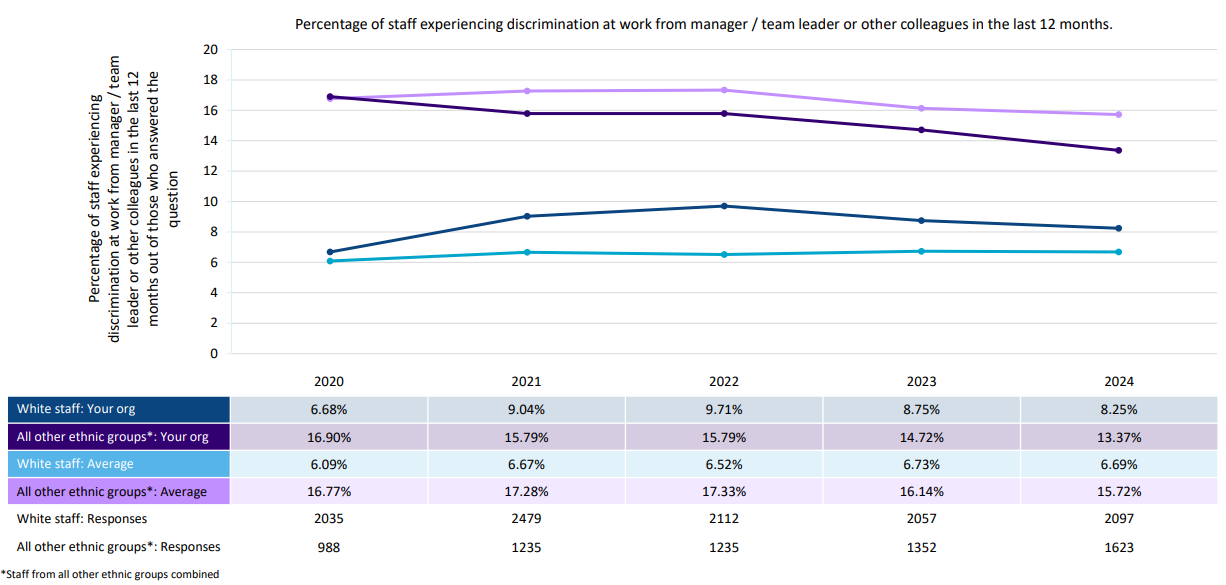 Percentage of staff experiencing discrimination at work from manager / team leader or other colleagues in the last 12 months.
Percentage of staff experiencing
discrimination at work from manager / team
leader or other colleagues in the last 12
months out of those who answered the
question
20
18
16
14
12
10
8
6
4
2
0
2020 2021 2022 2023 2024
White staff: Your org 6.68% 9.04% 9.71% 8.75% 8.25%
All other ethnic groups*: Your org 16.90% 15.79% 15.79% 14.72% 13.37%
White staff: Average 6.09% 6.67% 6.52% 6.73% 6.69%
All other ethnic groups*: Average 16.77% 17.28% 17.33% 16.14% 15.72%
White staff: Responses 2035 2479 2112 2057 2097
All other ethnic groups*: Responses 988 1235 1235 1352 1623
*Staff from all other ethnic groups combined